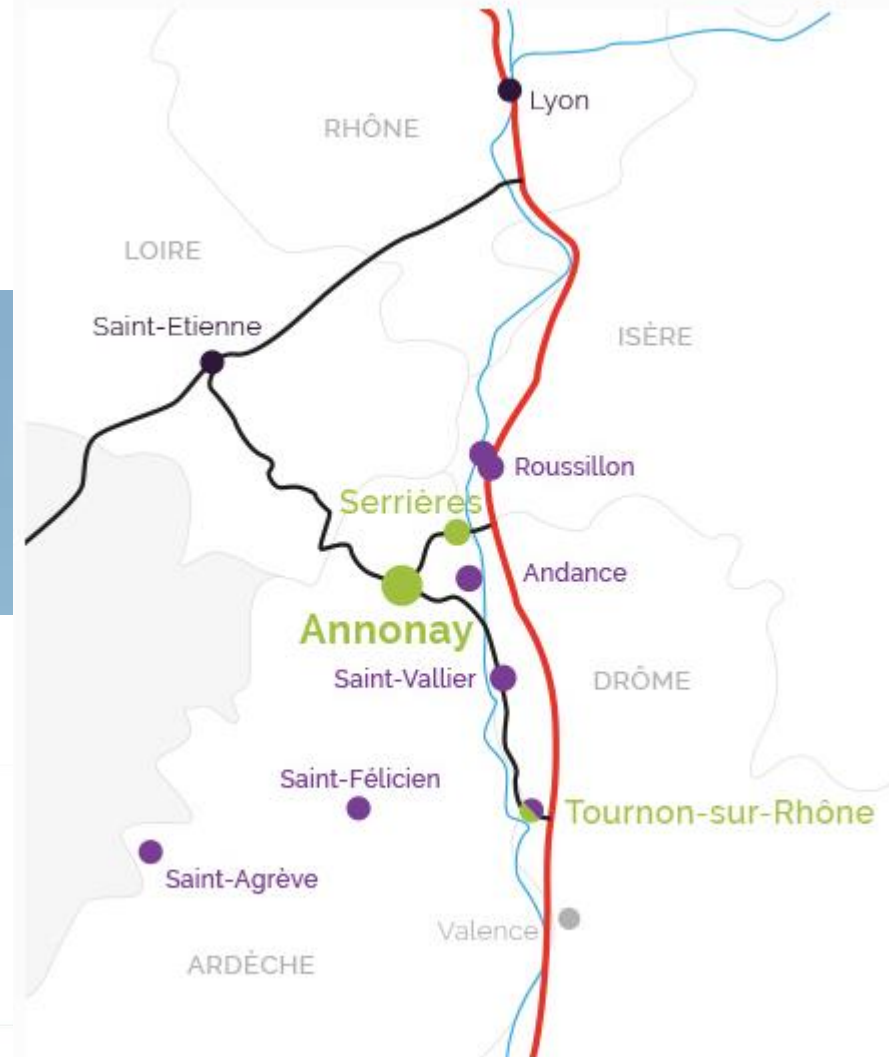 Lyon
RHÔNE
LOIRE
Saint-Etienne
ISÈRE
Roussillon
Serrières
Andance
Annonay
Saint-Vallier
DRÔME
Saint-Félicien
Tournon-sur-Rhône
Saint-Agrève
Valence
ARDÈCHE